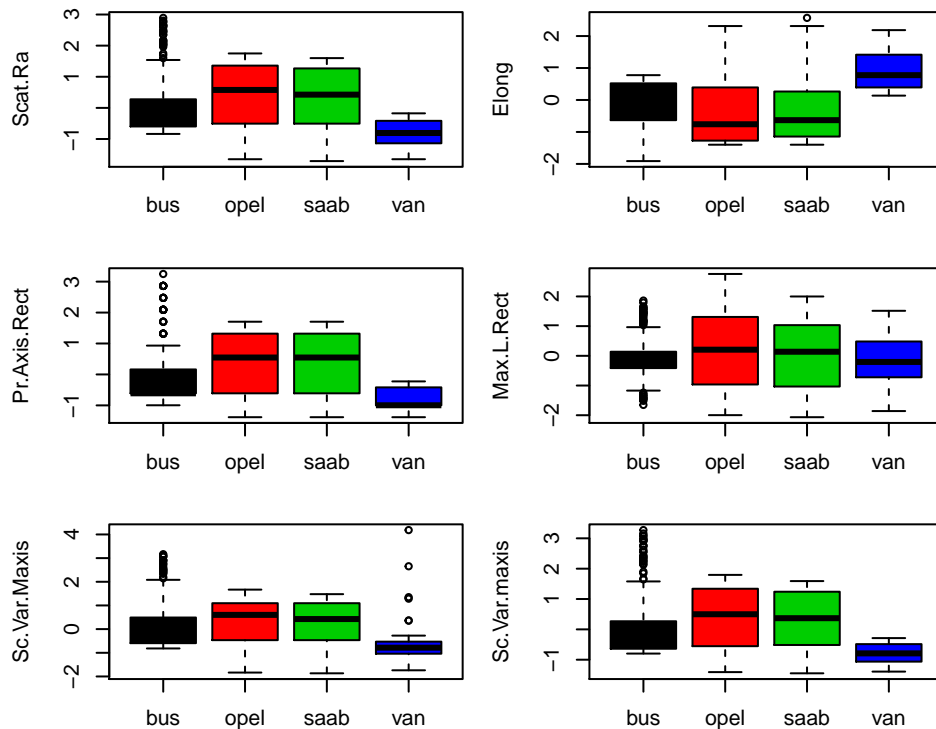 Scat.Ra
3
1
−1
bus opel saab van
Elong
2
1
0
−2
bus opel saab van
Pr.Axis.Rect
3
1
−1
bus opel saab van
Max.L.Rect
2
1
0
−2
bus opel saab van
Sc.Var.Maxis
4
2
0
−2
bus opel saab van
Sc.Var.maxis
3
2
1
−1
bus opel saab van